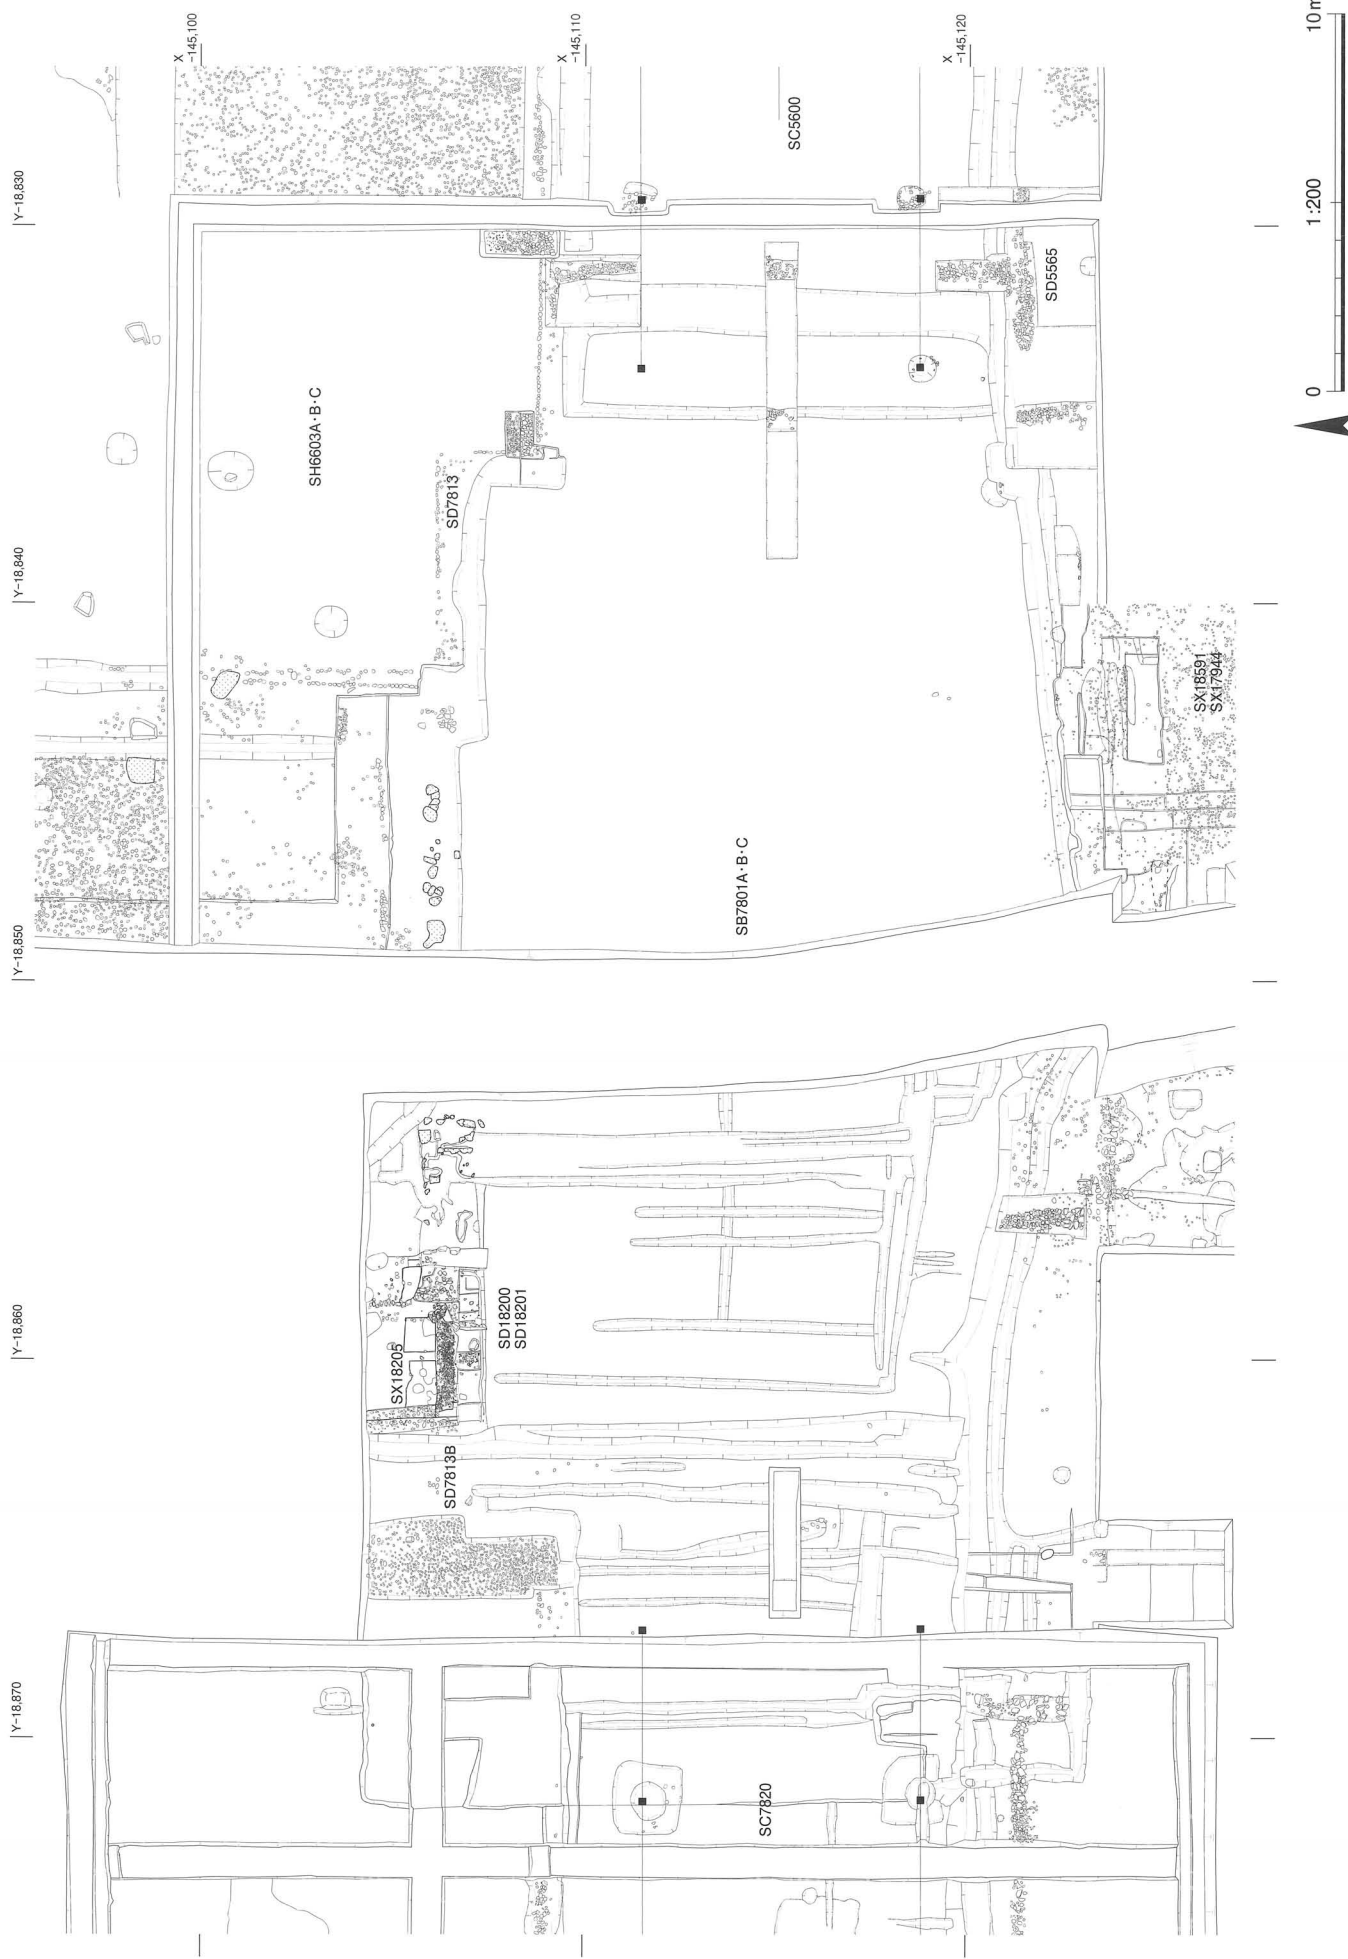 X
-145,100
X
-145,110
X
-145,120
Y-18,830
Y-18,840
Y-18,850
Y-18,860
Y-18,870
SC5600
SD5565
SH6603A・B・C
SD7813
SX18591
SX17944
SB7801A・B・C
SD18200
SD18201
SX18205
SD7813B
SC7820
0
1:200
10m